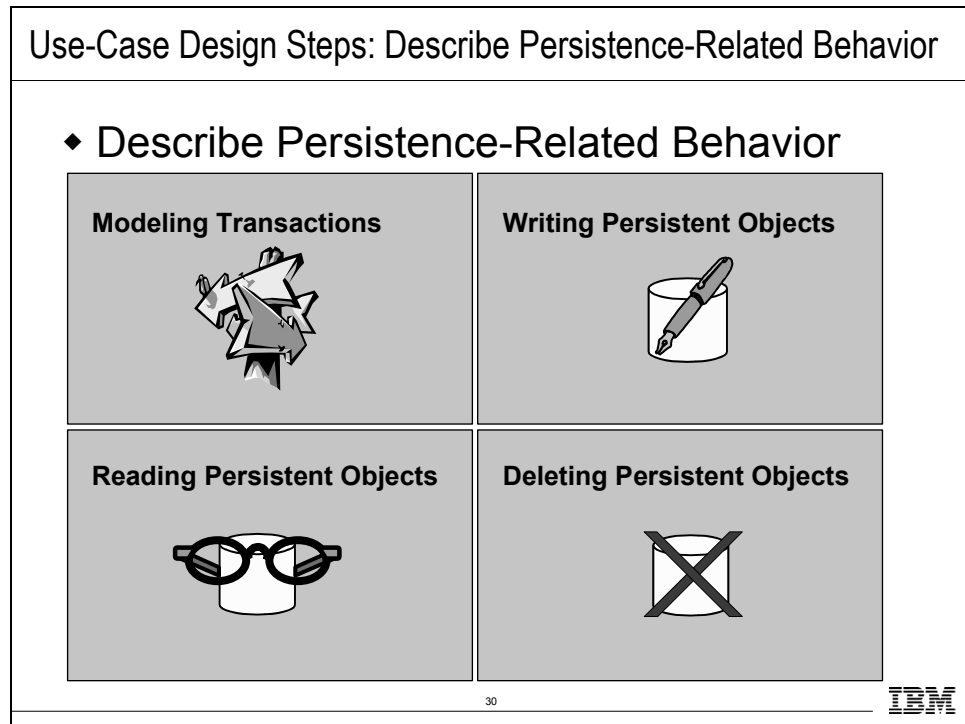 Use-Case Design Steps: Describe Persistence-Related Behavior
◆ Describe Persistence-Related Behavior
Modeling Transactions
Writing Persistent Objects
Reading Persistent Objects
Deleting Persistent Objects
30
IBM